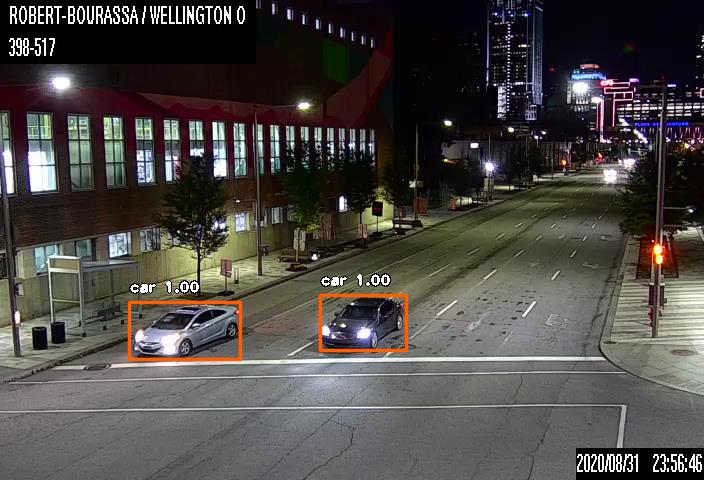 ROBERT-BOURASSA / WELLINGTON O
398-517
car 1.00
car 1.00
2020/08/31 23:56:46